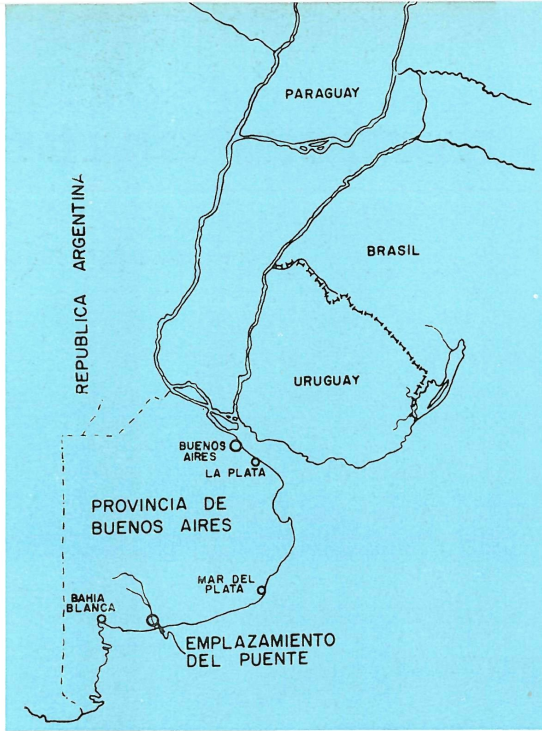 PARAGUAY
REPUBLICA ARGENTINA
BRASIL
URUGUAY
BUENOS
AIRES
LA PLATA
PROVINCIA DE
BUENOS AIRES
MAR DEL
PLATA
BAHIA
BLANCA
EMPLAZAMIENTO
DEL PUENTE